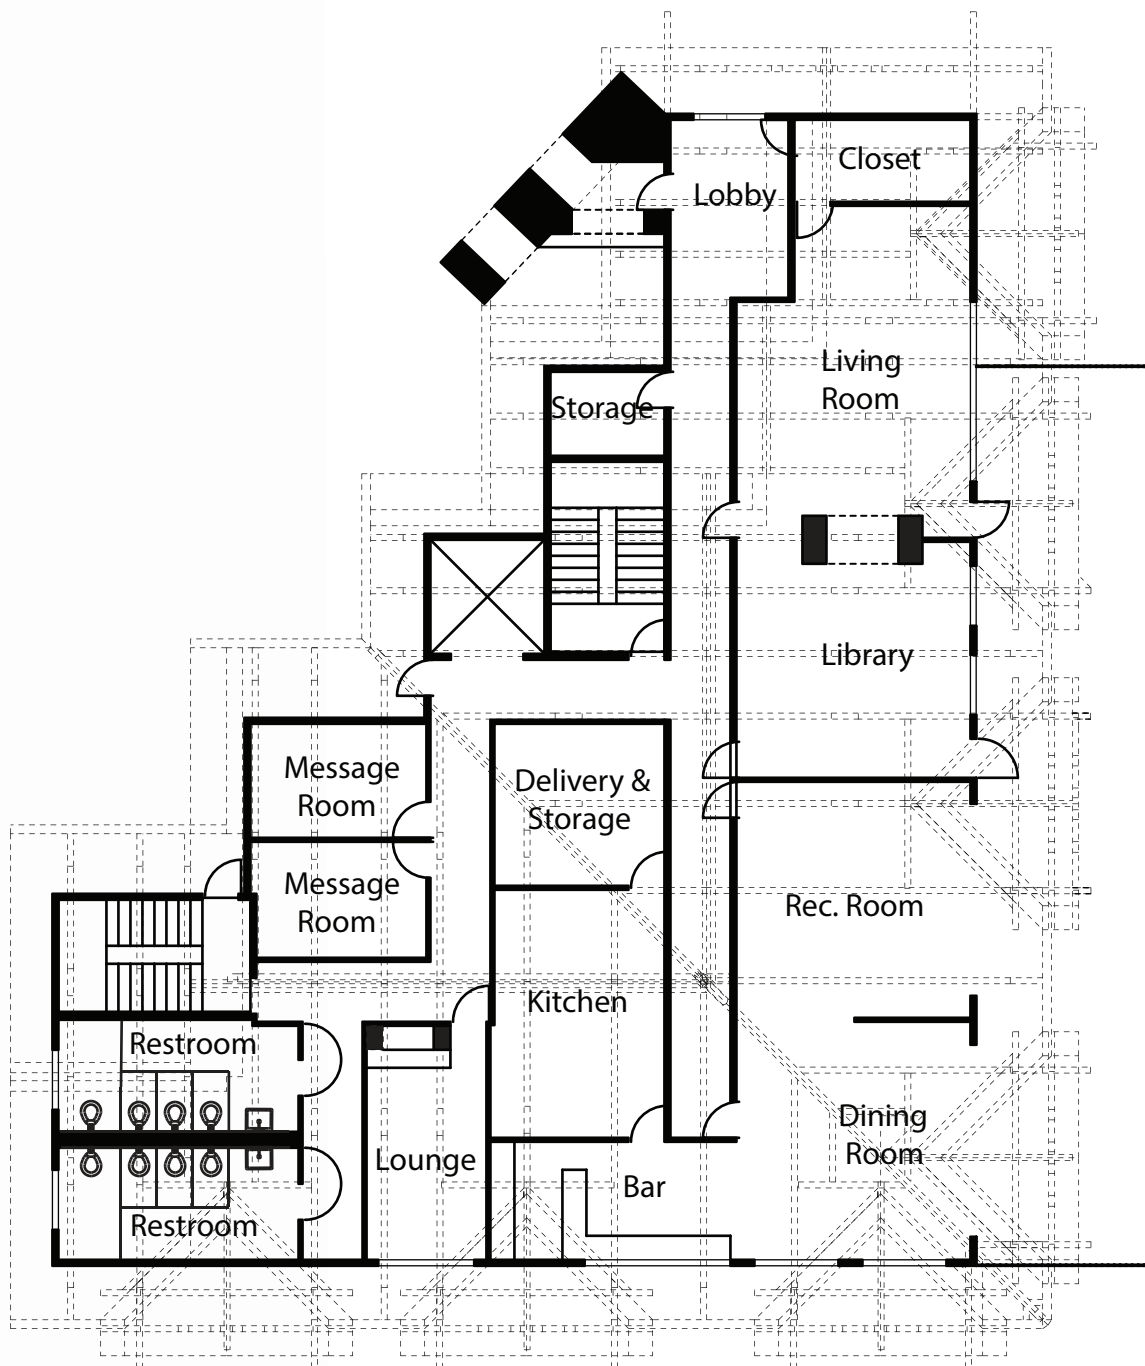 Closet
Lobby
Living
Room
Storage
Library
Message
Room
Delivery &
Storage
Message
Room
Rec. Room
Kitchen
Restroom
Dining
Room
Lounge
Bar
Restroom